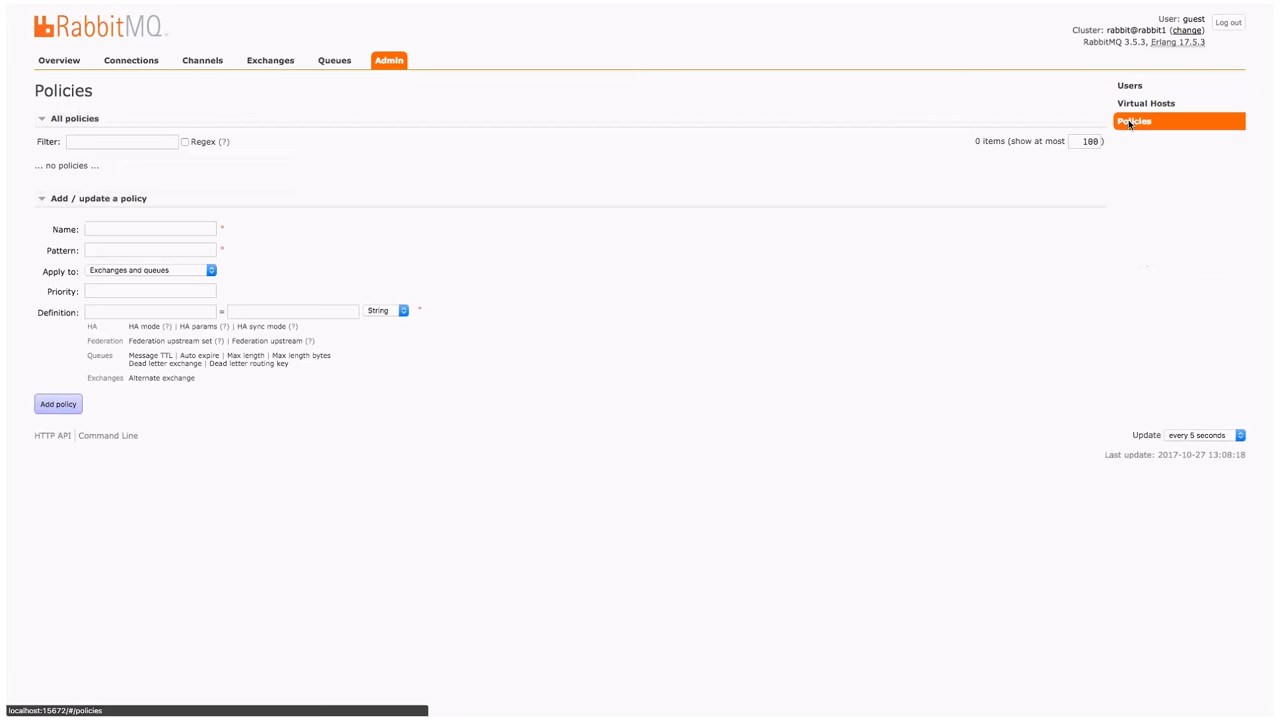 RabbitMQ
User: guest
Log out
Cluster: rabbit@rabbit1 (change)
RabbitMQ 3.5.3, Erlang 17.5.3
Overview Connections Channels Exchanges Queues Admin
Policies
Users
Virtual Hosts
Policies
All policies
Filter: Regex (?) 0 items (show at most 100 )
... no policies ...
Add / update a policy
Name: *
Pattern: *
Apply to: Exchanges and queues
Priority:
Definition: = String *
HA HA mode (?) | HA params (?) | HA sync mode (?)
Federation Federation upstream set (?) | Federation upstream (?)
Queues Message TTL | Auto expire | Max length | Max length bytes
Dead letter exchange | Dead letter routing key
Exchanges Alternate exchange
Add policy
HTTP API | Command Line
Update every 5 seconds
Last update: 2017-10-27 13:08:18
localhost:15672/#/policies